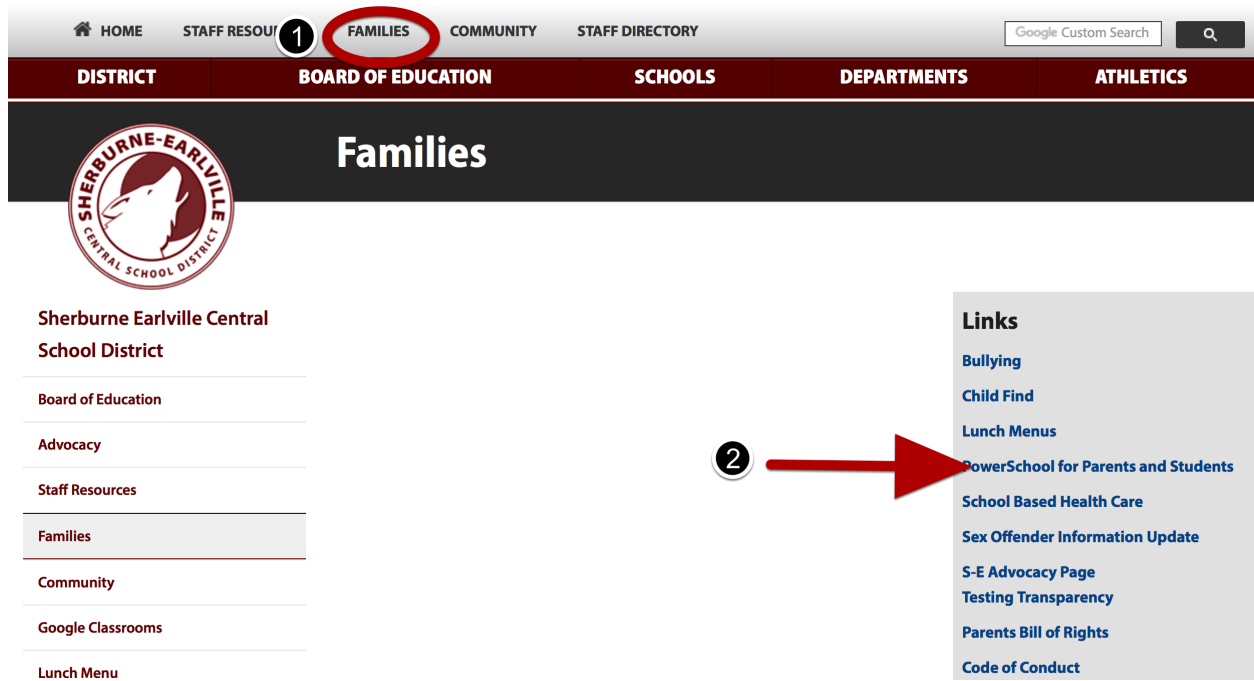 HOME STAFF RESOU 1 FAMILIES COMMUNITY STAFF DIRECTORY Google Custom Search
DISTRICT BOARD OF EDUCATION SCHOOLS DEPARTMENTS ATHLETICS
Families
SHERBURNE-EARLVILLE
CENTRAL SCHOOL DISTRICT
Sherburne Earlville Central
School District
Board of Education
Advocacy
Staff Resources
Families
Community
Google Classrooms
Lunch Menu
Links
Bullying
Child Find
Lunch Menus
2
PowerSchool for Parents and Students
School Based Health Care
Sex Offender Information Update
S-E Advocacy Page
Testing Transparency
Parents Bill of Rights
Code of Conduct